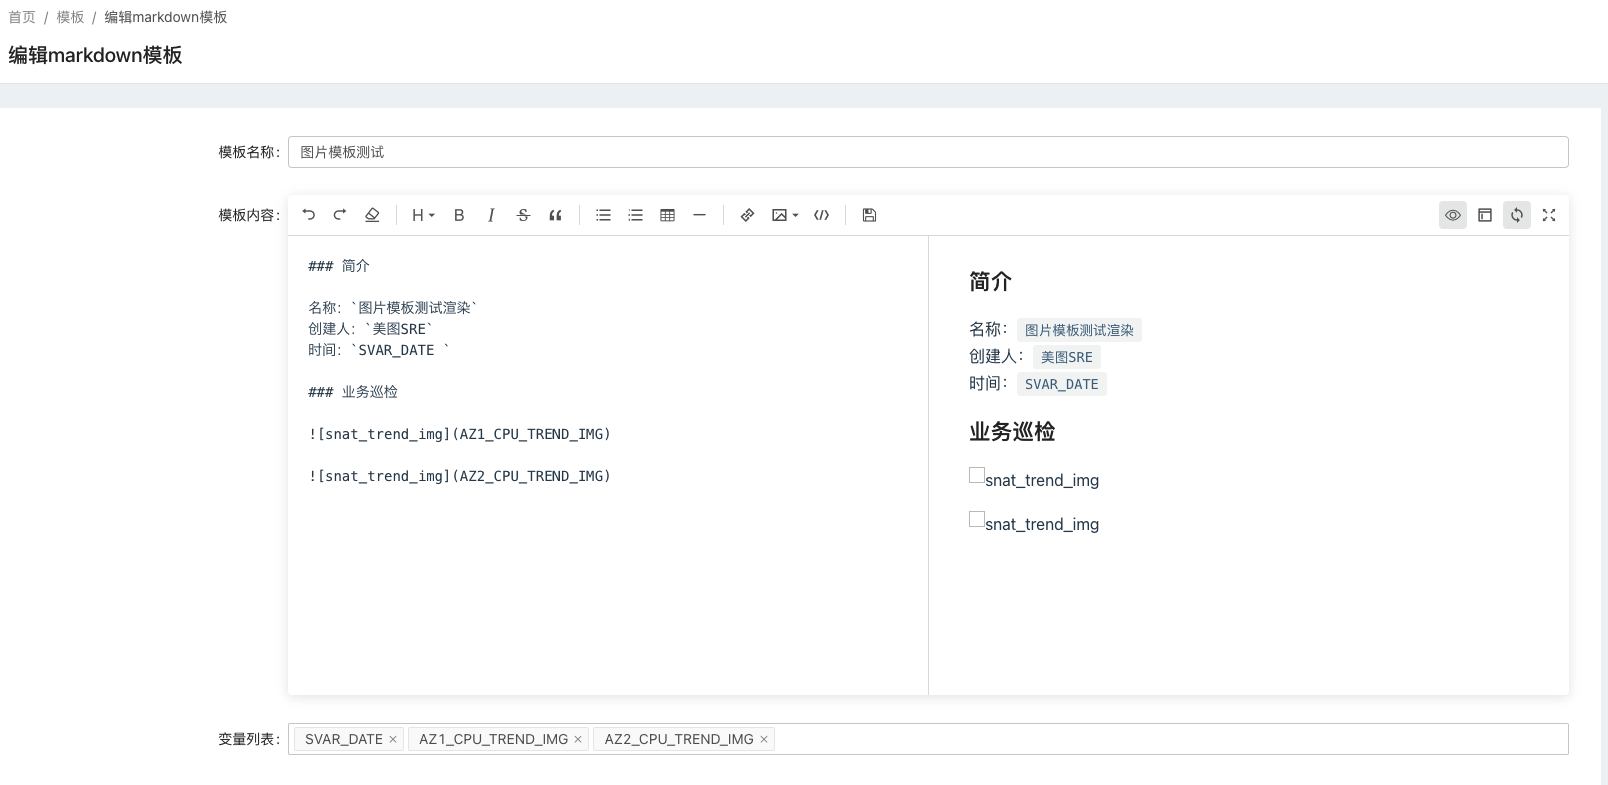 首页 / 模板 / 编辑markdown模板
编辑markdown模板
模板名称： 图片模板测试
模板内容：
H B I S “
### 简介
名称：`图片模板测试渲染`
创建人：`美图SRE`
时间：`SVAR_DATE `
### 业务巡检
![snat_trend_img](AZ1_CPU_TREND_IMG)
![snat_trend_img](AZ2_CPU_TREND_IMG)
简介
名称： 图片模板测试渲染
创建人： 美图SRE
时间： SVAR_DATE
业务巡检
snat_trend_img
snat_trend_img
变量列表： SVAR_DATE × AZ1_CPU_TREND_IMG × AZ2_CPU_TREND_IMG ×